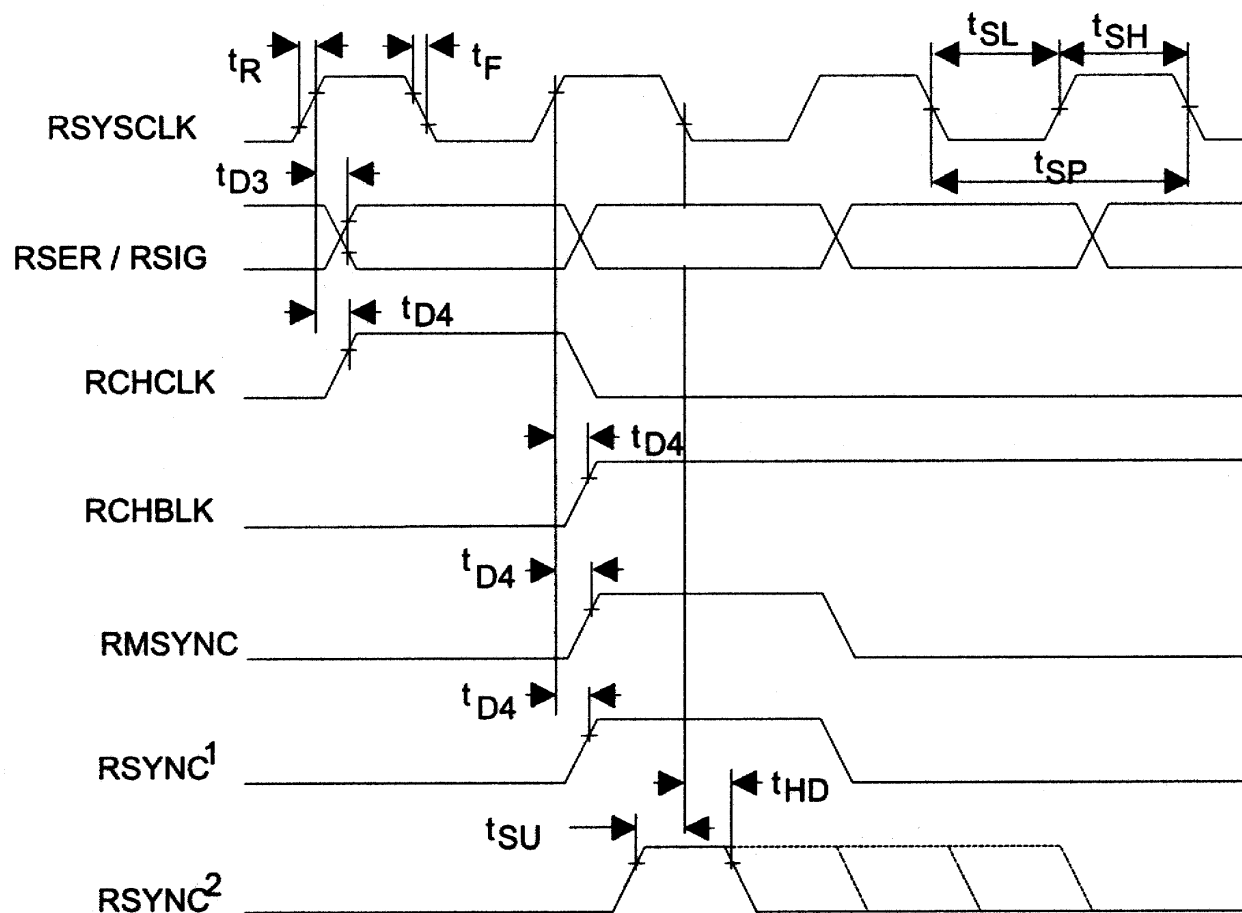 tR
tF
tSL
tSH
RSYSCLK
tD3
tSP
RSER / RSIG
tD4
RCHCLK
tD4
RCHBLK
tD4
RMSYNC
tD4
RSYNC1
tHD
tSU
RSYNC2